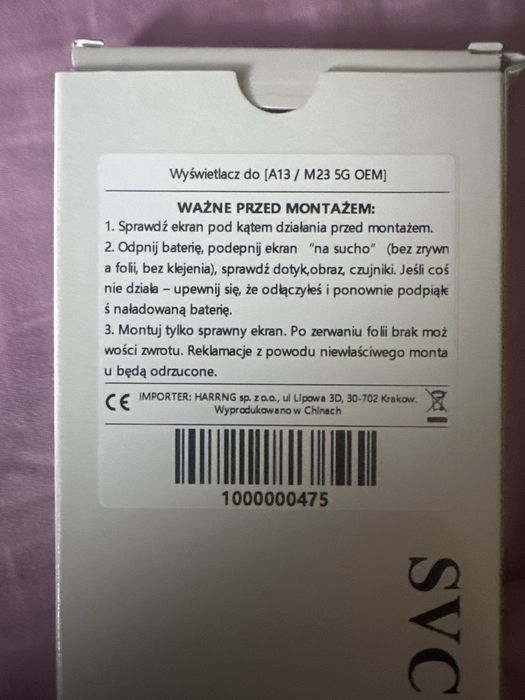 Wyświetlacz do [A13 / M23 5G OEM]
WAŻNE PRZED MONTAŻEM:
1. Sprawdź ekran pod kątem działania przed montażem.
2. Odpnij baterię, podepnij ekran "na sucho" (bez zrywn
a folii, bez klejenia), sprawdź dotyk,obraz, czujniki. Jeśli coś
nie działa – upewnij się, że odłączyłeś i ponownie podpiąłe
ś naładowaną baterię.
3. Montuj tylko sprawny ekran. Po zerwaniu folii brak moż
wości zwrotu. Reklamacje z powodu niewłaściwego monta
u będą odrzucone.
CE IMPORTER: HARRNG sp. z o.o., ul Lipowa 3D, 30-702 Krakow.
Wyprodukowano w Chinach
1000000475
SVC